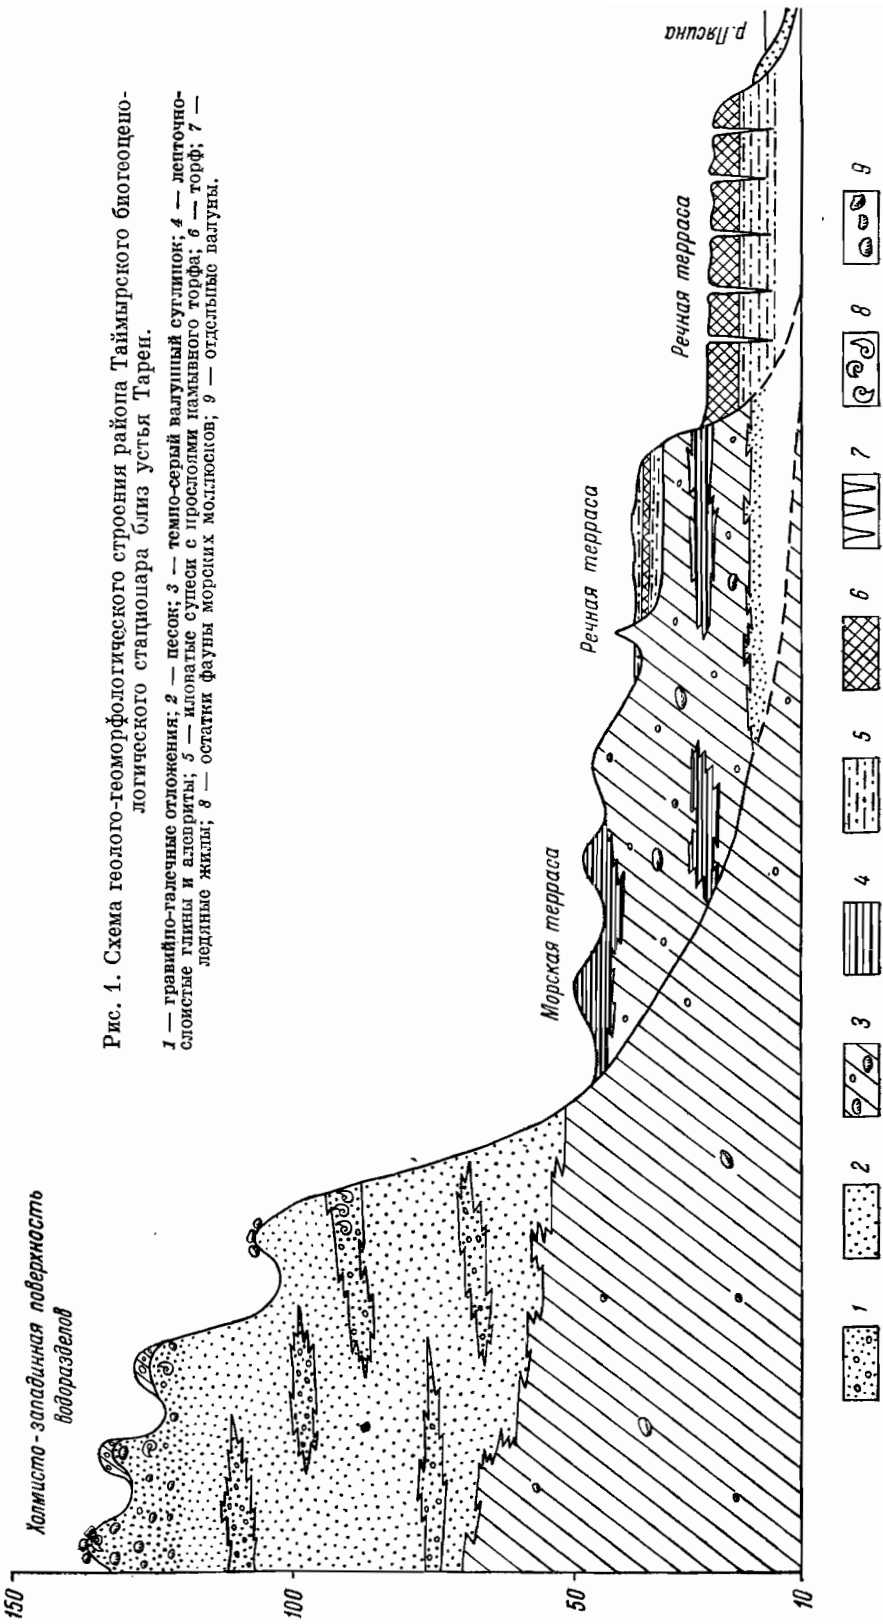 Рис. 1. Схема геолого-геоморфологического строения района Таймырского биогеоцено-
логического стационара близ устья Тареи.
1 — гравийно-галечные отложения; 2 — песок; 3 — темно-серый валунный суглинок; 4 — ленточно-
слоистые глины и алевриты; 5 — иловатые супеси с прослоями намывного торфа; 6 — торф; 7 —
ледяные жилы; 8 — остатки фауны морских моллюсков; 9 — отдельные валуны.
Холмисто-западинная поверхность
водоразделов
Морская терраса
Речная терраса
Речная терраса
р. Пясина
150
100
50
10
1
2
3
4
5
6
7
8
9